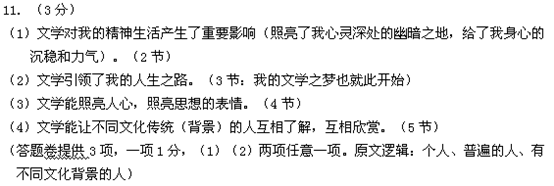 11. （3分）
（1）文学对我的精神生活产生了重要影响（照亮了我心灵深处的幽暗之地，给了我身心的
沉稳和力气）。（2节）
（2）文学引领了我的人生之路。（3节：我的文学之梦也就此开始）
（3）文学能照亮人心，照亮思想的表情。（4节）
（4）文学能让不同文化传统（背景）的人互相了解，互相欣赏。（5节）
（答题卷提供3项，一项1分，（1）（2）两项任意一项。原文逻辑：个人、普遍的人、有
不同文化背景的人）